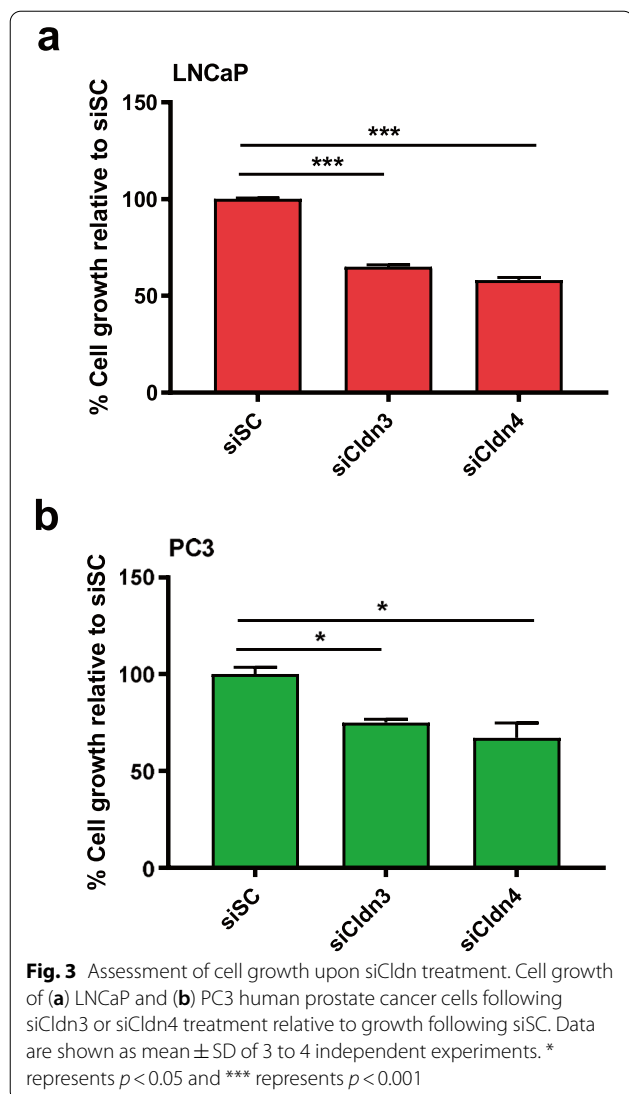 a
LNCaP
% Cell growth relative to siSC
150
100
50
0
***
***
siSC
siCldn3
siCldn4
b
PC3
% Cell growth relative to siSC
150
100
50
0
*
*
siSC
siCldn3
siCldn4
Fig. 3 Assessment of cell growth upon siCldn treatment. Cell growth
of (a) LNCaP and (b) PC3 human prostate cancer cells following
siCldn3 or siCldn4 treatment relative to growth following siSC. Data
are shown as mean ± SD of 3 to 4 independent experiments. *
represents p < 0.05 and *** represents p < 0.001